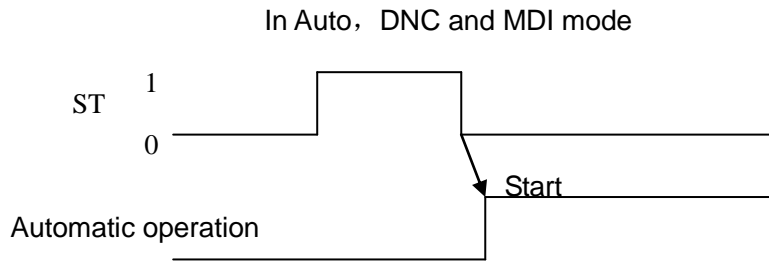 In Auto，DNC and MDI mode
1
ST
0
Start
Automatic operation